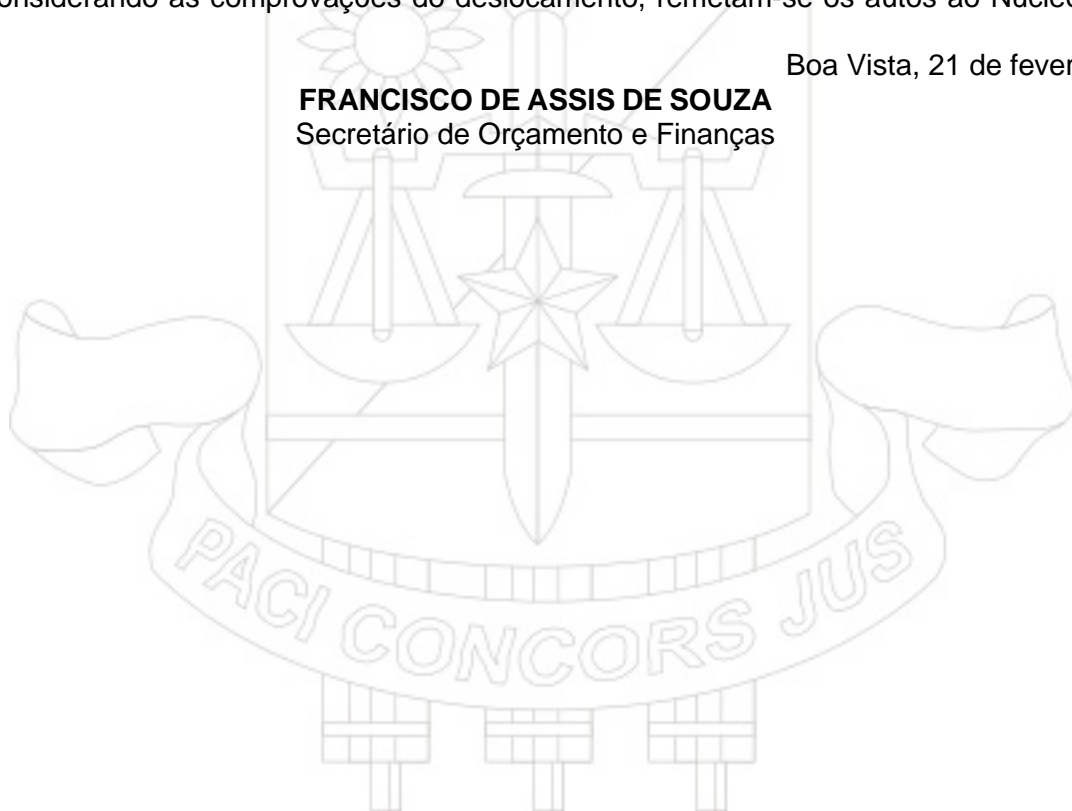 onsiderando as comprovações do deslocamento, remetam-se os autos ao Núcleo
Boa Vista, 21 de fever
FRANCISCO DE ASSIS DE SOUZA
Secretário de Orçamento e Finanças
PACI CONCORS JUS